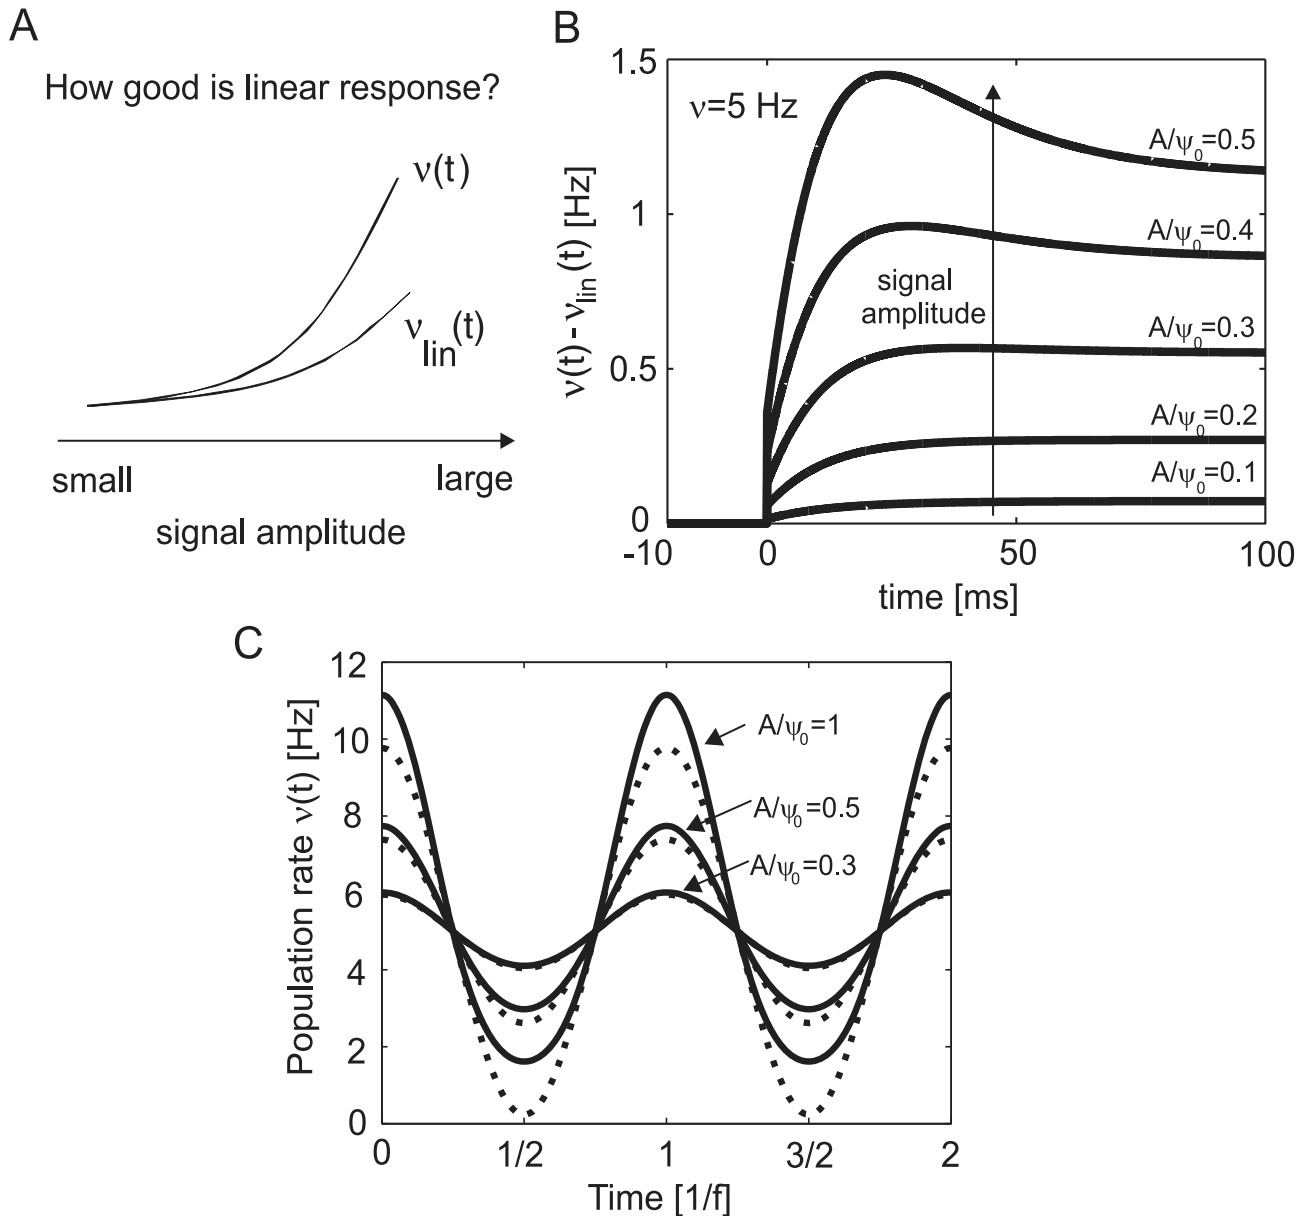 A
How good is linear response?
ν(t)
ν_lin(t)
small
large
signal amplitude
B
ν(t) - ν_lin(t) [Hz]
1.5
1
0.5
0
ν=5 Hz
A/ψ_0=0.5
A/ψ_0=0.4
signal
amplitude
A/ψ_0=0.3
A/ψ_0=0.2
A/ψ_0=0.1
-10
0
50
100
time [ms]
C
Population rate ν(t) [Hz]
12
10
8
6
4
2
0
A/ψ_0=1
A/ψ_0=0.5
A/ψ_0=0.3
0
1/2
1
3/2
2
Time [1/f]